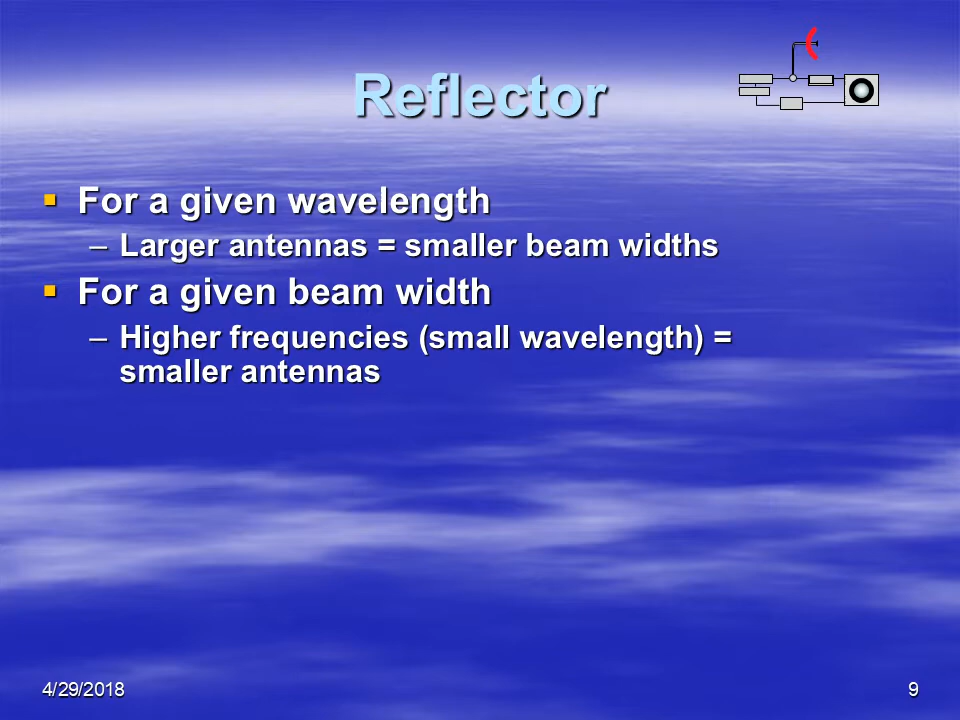 Reflector
▪ For a given wavelength
– Larger antennas = smaller beam widths
▪ For a given beam width
– Higher frequencies (small wavelength) =
smaller antennas
4/29/2018
9